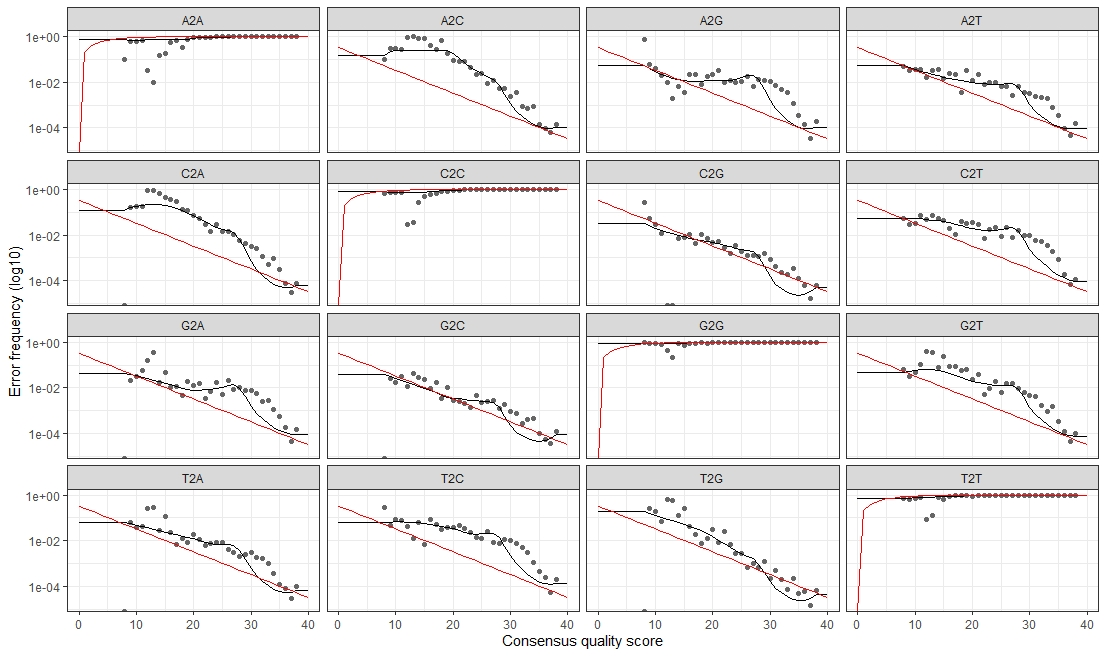 A2A A2C A2G A2T
1e+00
1e-02
1e-04
C2A C2C C2G C2T
1e+00
1e-02
1e-04
G2A G2C G2G G2T
1e+00
1e-02
1e-04
T2A T2C T2G T2T
1e+00
1e-02
1e-04
0 10 20 30 40 0 10 20 30 40 0 10 20 30 40 0 10 20 30 40
Consensus quality score
Error frequency (log10)